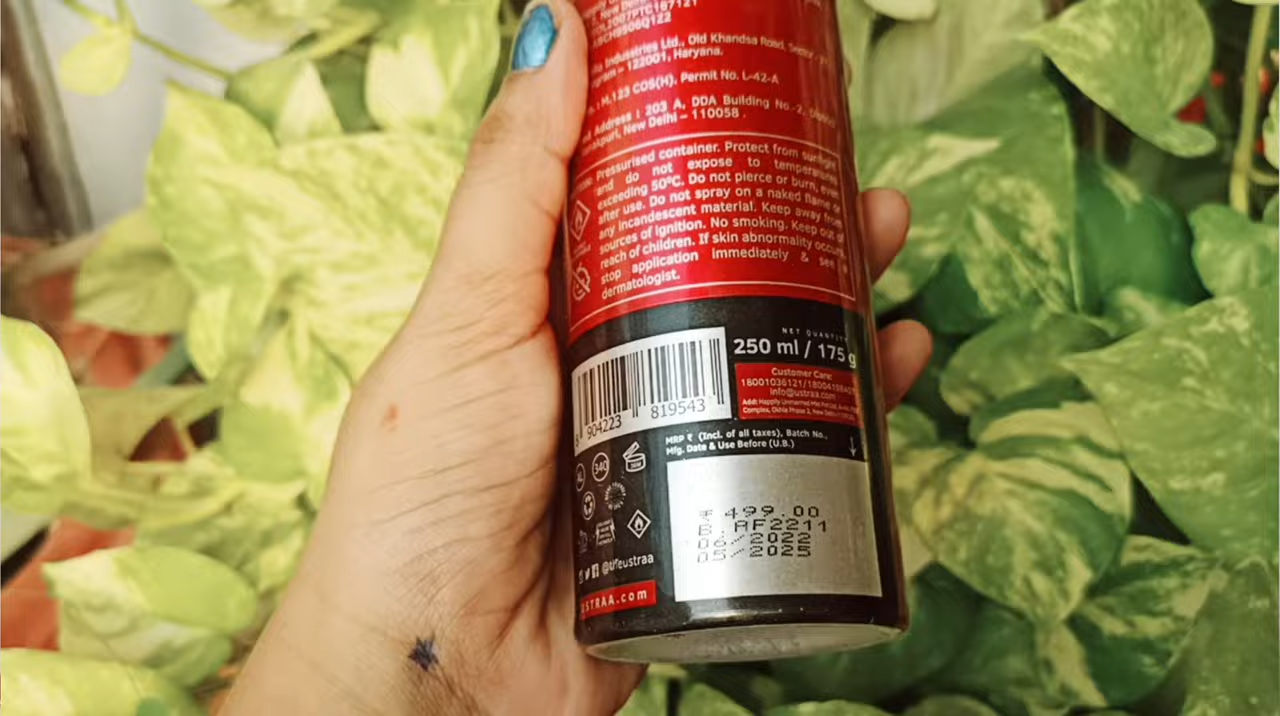 New Delhi
Industries Ltd., Old Khandsa Road,
– 122001, Haryana.
M.123 COS(H). Permit No. L-42-A
Address : 203 A, DDA Building No.-2,
New Delhi – 110058.
Pressurised container. Protect from sunlight
and do not expose to temperatures
exceeding 50°C. Do not pierce or burn, even
after use. Do not spray on a naked flame or
any incandescent material. Keep away from
sources of ignition. No smoking. Keep out of
reach of children. If skin abnormality occurs,
stop application immediately & see a
dermatologist.
NET QUANTITY
250 ml / 175 g
Customer Care:
info@ustraa.com
8 904223 819543
MRP ₹ (Incl. of all taxes), Batch No.,
Mfg. Date & Use Before (U.B.)
340
499.00
AF2211
/2022
/2025
USTRAA.com